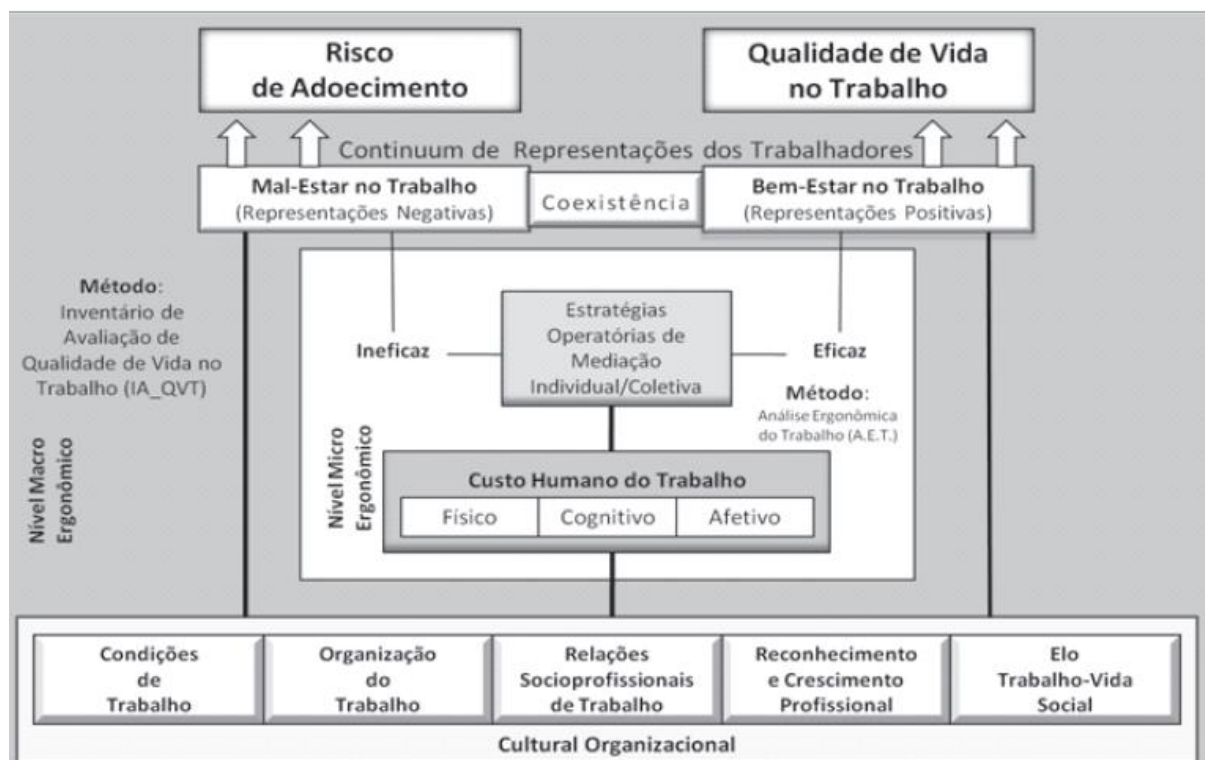 Risco
de Adoecimento
Qualidade de Vida
no Trabalho
Continuum de Representações dos Trabalhadores
Mal-Estar no Trabalho
(Representações Negativas)
Coexistência
Bem-Estar no Trabalho
(Representações Positivas)
Método:
Inventário de
Avaliação de
Qualidade de Vida no
Trabalho (IA_QVT)
Nível Macro
Ergonômico
Ineficaz
Estratégias
Operatórias de
Mediação
Individual/Coletiva
Eficaz
Método:
Análise Ergonômica
do Trabalho (A.E.T.)
Nível Micro
Ergonômico
Custo Humano do Trabalho
Físico
Cognitivo
Afetivo
Condições
de
Trabalho
Organização
do
Trabalho
Relações
Socioprofissionais
de Trabalho
Reconhecimento
e Crescimento
Profissional
Elo
Trabalho-Vida
Social
Cultural Organizacional